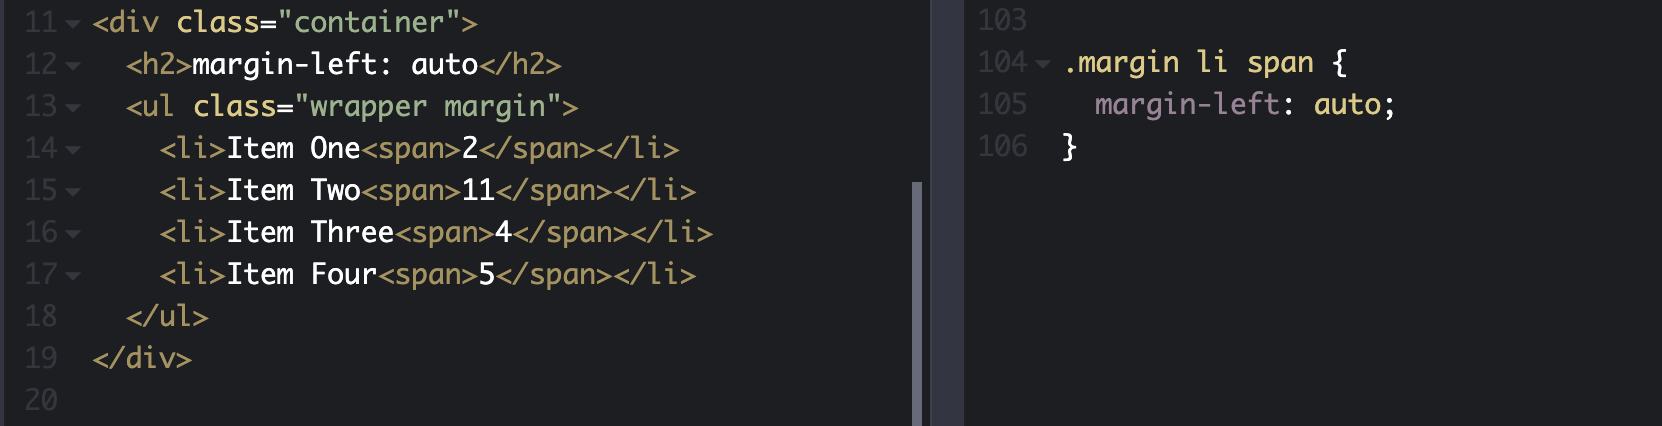 11 <div class="container">
12 <h2>margin-left: auto</h2>
13 <ul class="wrapper margin">
14 <li>Item One<span>2</span></li>
15 <li>Item Two<span>11</span></li>
16 <li>Item Three<span>4</span></li>
17 <li>Item Four<span>5</span></li>
18 </ul>
19 </div>
20
103
104 .margin li span {
105 margin-left: auto;
106 }